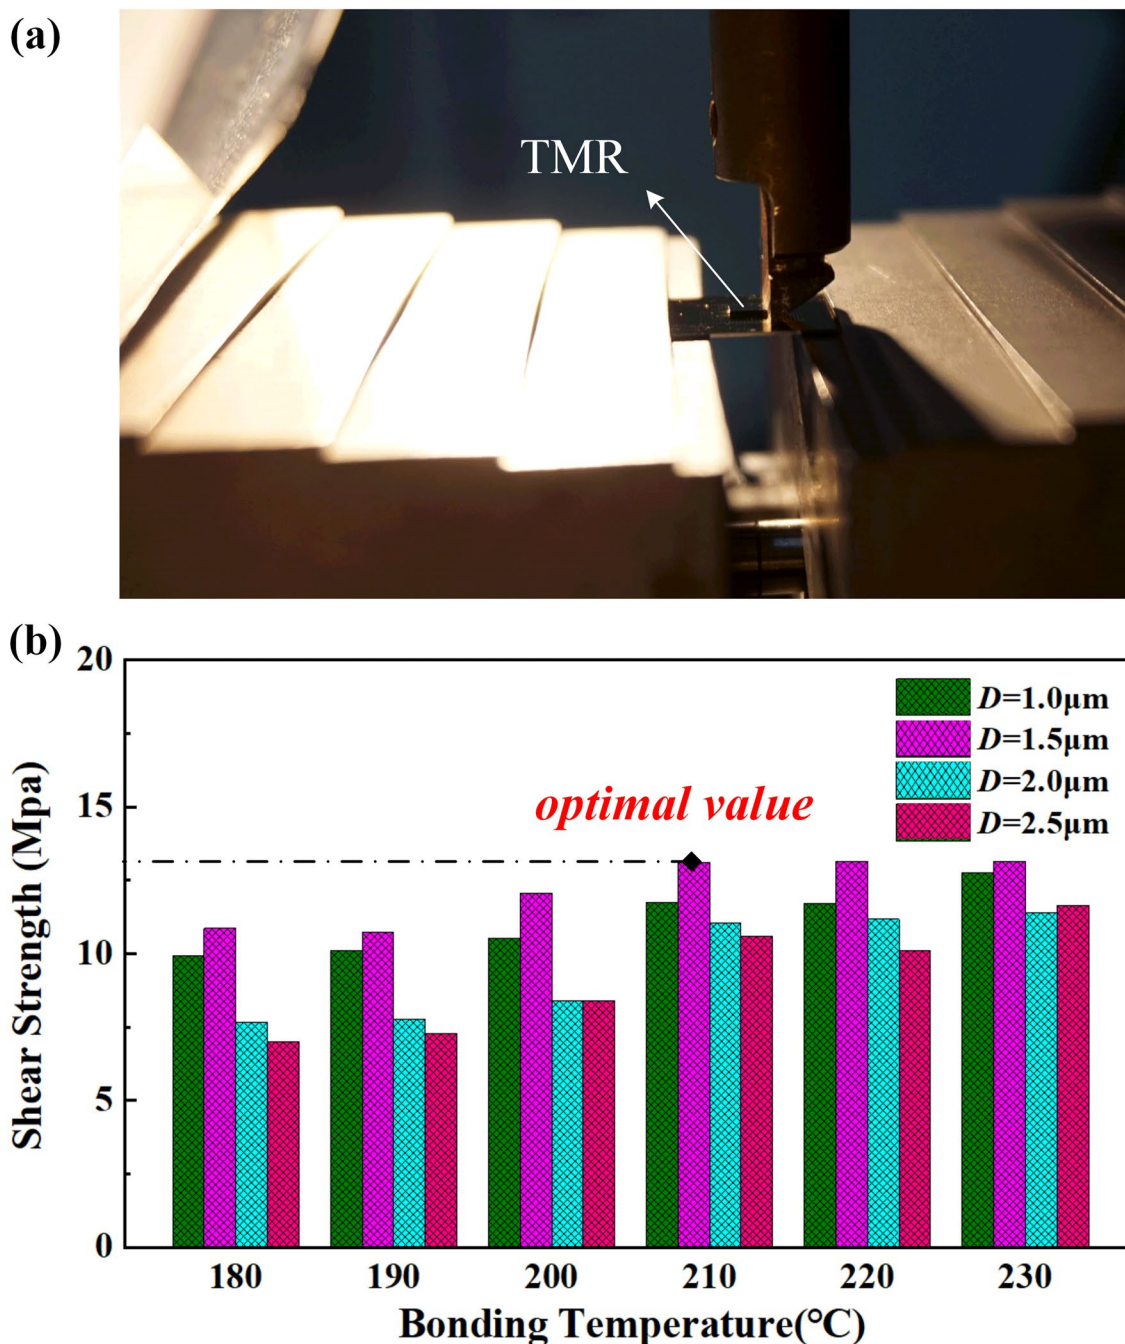 (a)
TMR
(b)
20
15
10
5
0
Shear Strength (Mpa)
optimal value
D=1.0μm
D=1.5μm
D=2.0μm
D=2.5μm
180 190 200 210 220 230
Bonding Temperature(°C)